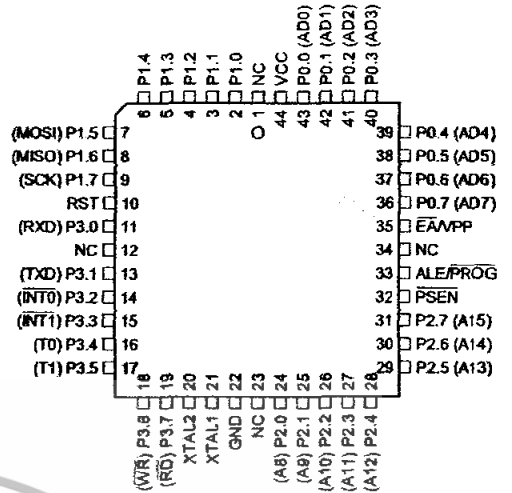 P1.4
P1.3
P1.2
P1.1
P1.0
NC
VCC
P0.0 (AD0)
P0.1 (AD1)
P0.2 (AD2)
P0.3 (AD3)
6
5
4
3
2
1
44
43
42
41
40
(MOSI) P1.5 7
(MISO) P1.6 8
(SCK) P1.7 9
RST 10
(RXD) P3.0 11
NC 12
(TXD) P3.1 13
(INT0) P3.2 14
(INT1) P3.3 15
(T0) P3.4 16
(T1) P3.5 17
39 P0.4 (AD4)
38 P0.5 (AD5)
37 P0.6 (AD6)
36 P0.7 (AD7)
35 EA/VPP
34 NC
33 ALE/PROG
32 PSEN
31 P2.7 (A15)
30 P2.6 (A14)
29 P2.5 (A13)
18
19
20
21
22
23
24
25
26
27
28
(WR) P3.6
(RD) P3.7
XTAL2
XTAL1
GND
NC
(A8) P2.0
(A9) P2.1
(A10) P2.2
(A11) P2.3
(A12) P2.4